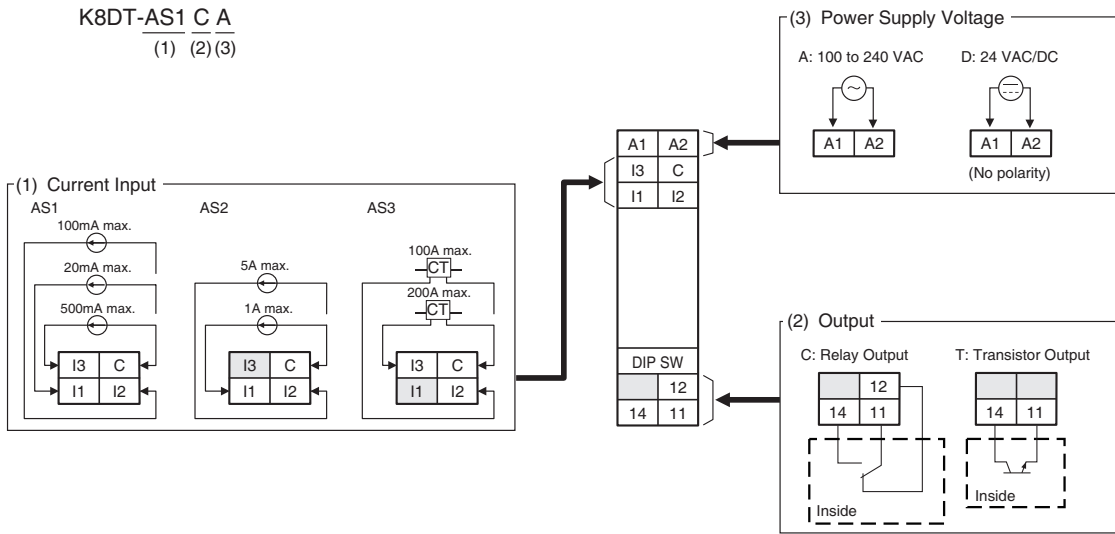 K8DT-AS1 C A
(1) (2) (3)
(3) Power Supply Voltage
A: 100 to 240 VAC D: 24 VAC/DC
A1 A2 A1 A2
(No polarity)
A1 A2
I3 C
I1 I2
DIP SW
12
14 11
(1) Current Input
AS1 AS2 AS3
100mA max.
20mA max.
500mA max.
I3 C
I1 I2
5A max.
1A max.
I3 C
I1 I2
100A max.
CT
200A max.
CT
I3 C
I1 I2
(2) Output
C: Relay Output T: Transistor Output
12
14 11 14 11
Inside Inside